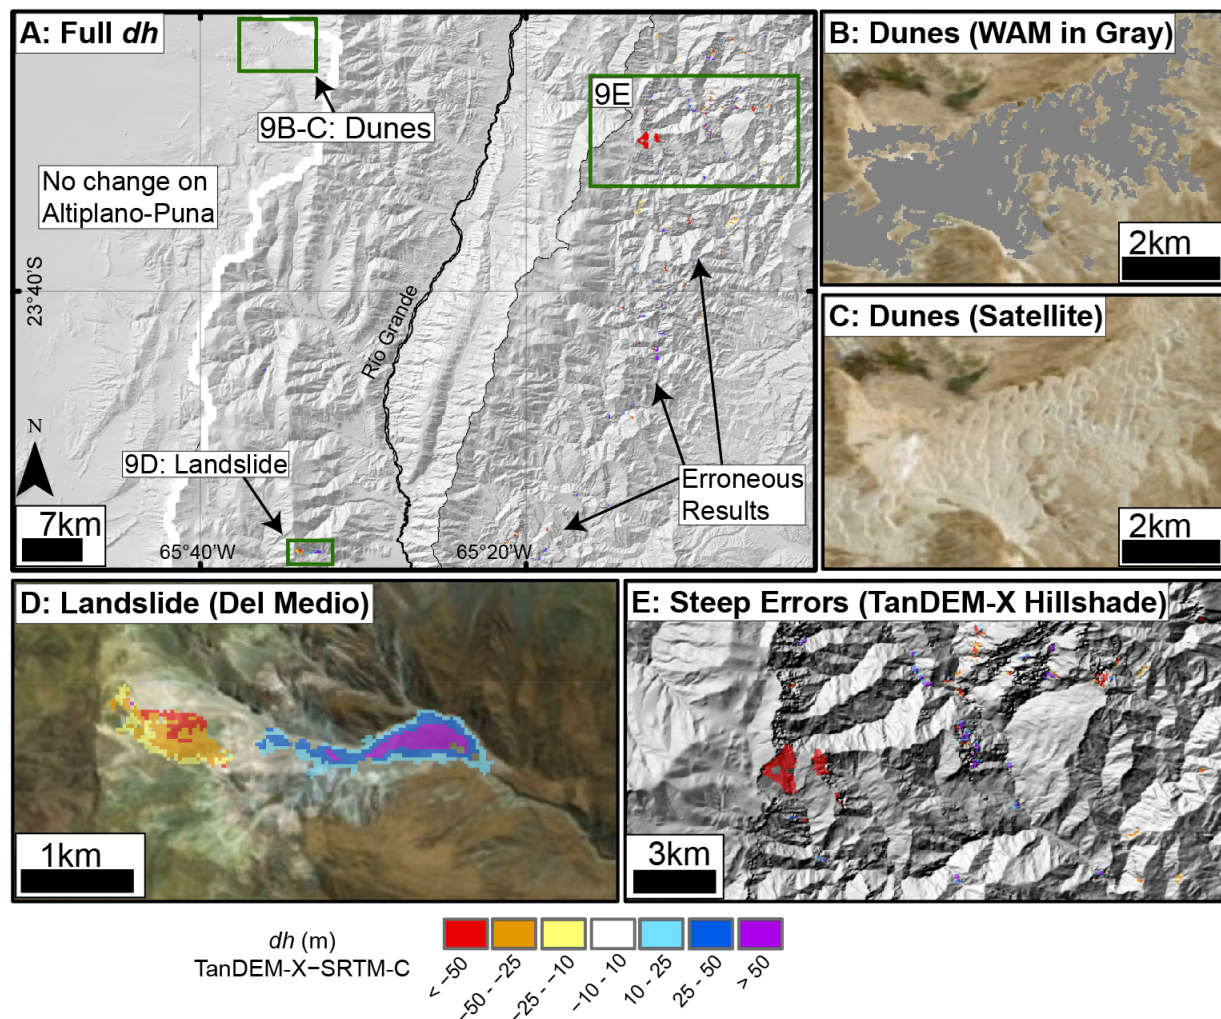 A: Full dh
9B-C: Dunes
No change on
Altiplano-Puna
9E
23°40'S
Río Grande
N
9D: Landslide
Erroneous
Results
7km
65°40'W
65°20'W
B: Dunes (WAM in Gray)
2km
C: Dunes (Satellite)
2km
D: Landslide (Del Medio)
1km
E: Steep Errors (TanDEM-X Hillshade)
3km
dh (m)
TanDEM-X−SRTM-C
< −50
−50 - −25
−25 - −10
−10 - 10
10 - 25
25 - 50
> 50